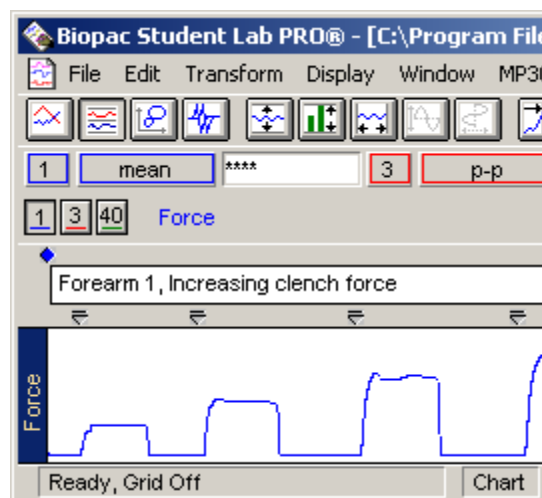 Biopac Student Lab PRO® - [C:\Program File
File Edit Transform Display Window MP3
1 mean **** 3 p-p
1 3 40 Force
Forearm 1, Increasing clench force
Force
Ready, Grid Off Chart